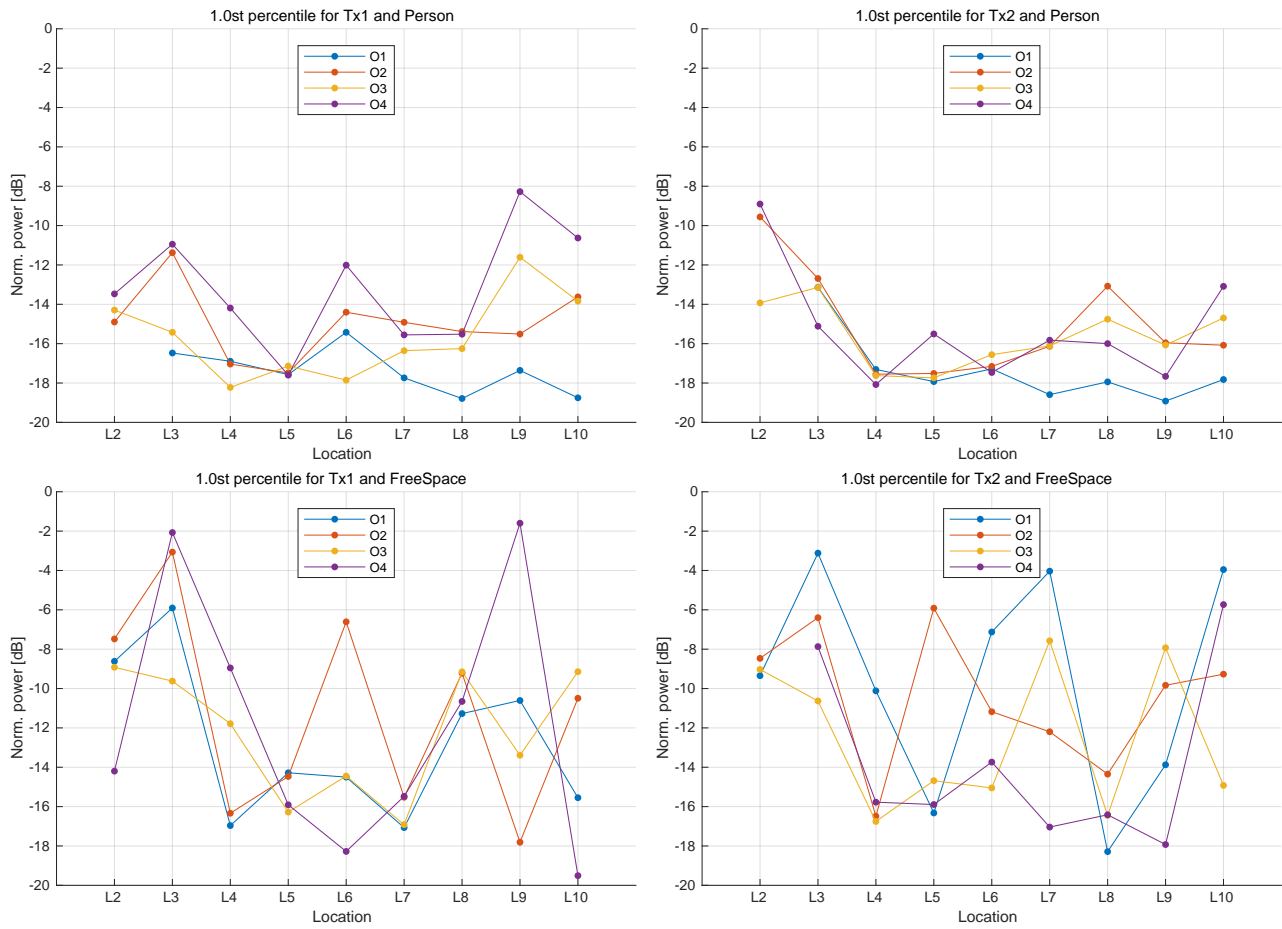 1.0st percentile for Tx1 and Person
0
-2
-4
-6
-8
-10
-12
-14
-16
-18
-20
Norm. power [dB]
O1
O2
O3
O4
L2 L3 L4 L5 L6 L7 L8 L9 L10
Location
1.0st percentile for Tx2 and Person
0
-2
-4
-6
-8
-10
-12
-14
-16
-18
-20
Norm. power [dB]
O1
O2
O3
O4
L2 L3 L4 L5 L6 L7 L8 L9 L10
Location
1.0st percentile for Tx1 and FreeSpace
0
-2
-4
-6
-8
-10
-12
-14
-16
-18
-20
Norm. power [dB]
O1
O2
O3
O4
L2 L3 L4 L5 L6 L7 L8 L9 L10
Location
1.0st percentile for Tx2 and FreeSpace
0
-2
-4
-6
-8
-10
-12
-14
-16
-18
-20
Norm. power [dB]
O1
O2
O3
O4
L2 L3 L4 L5 L6 L7 L8 L9 L10
Location